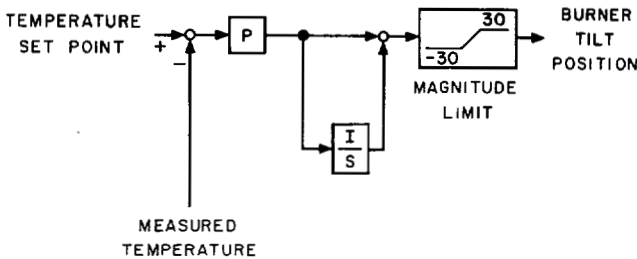 TEMPERATURE
SET POINT
+
−
P
I
S
30
-30
MAGNITUDE
LIMIT
BURNER
TILT
POSITION
MEASURED
TEMPERATURE